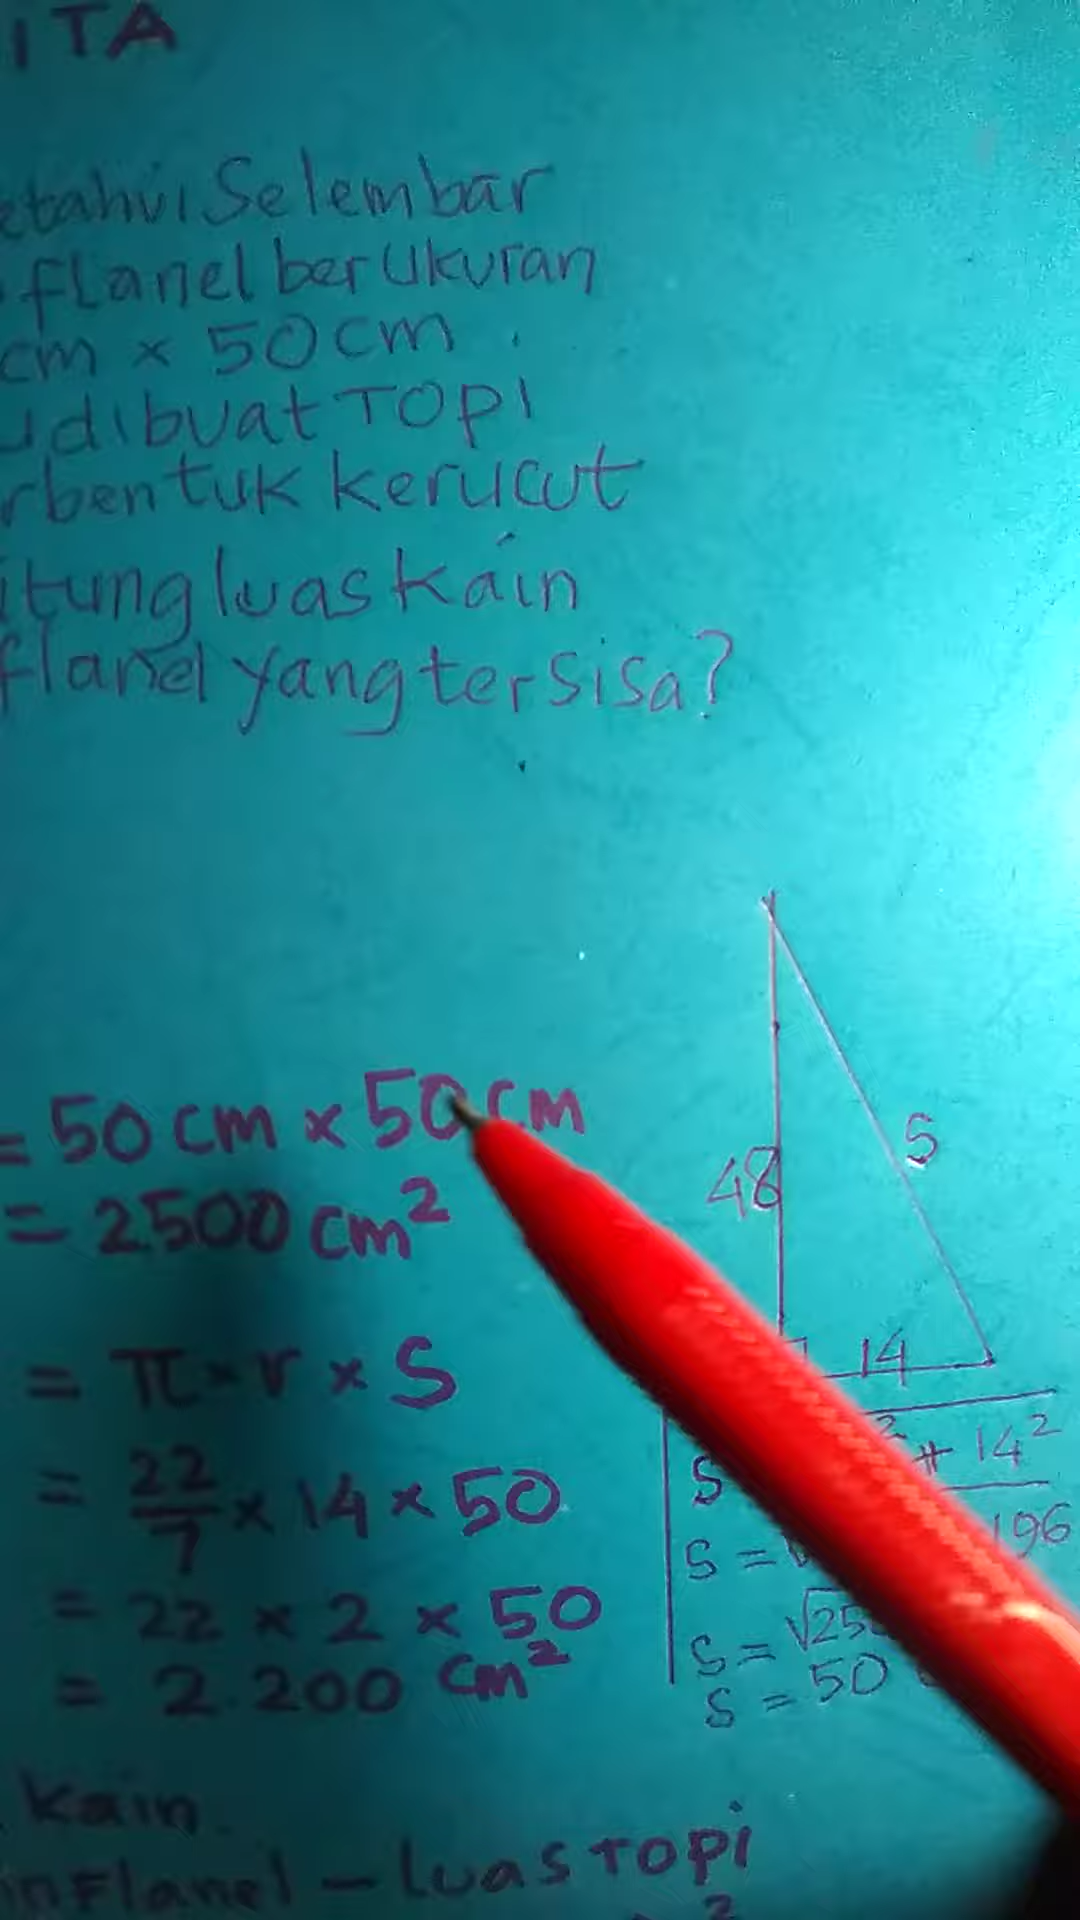 ITA
etahui Selembar
flanel berukuran
cm × 50 cm
dibuat TOPI
rbentuk kerucut
itung luas kain
flanel yang tersisa?
= 50 cm × 50 cm
= 2500 cm²
= π × r × S
= 22/7 × 14 × 50
= 22 × 2 × 50
= 2.200 cm²
48
S
14
S + 14²
S = 196
S = √25
S = 50
Kain
inFlanel - Luas TOPI
2